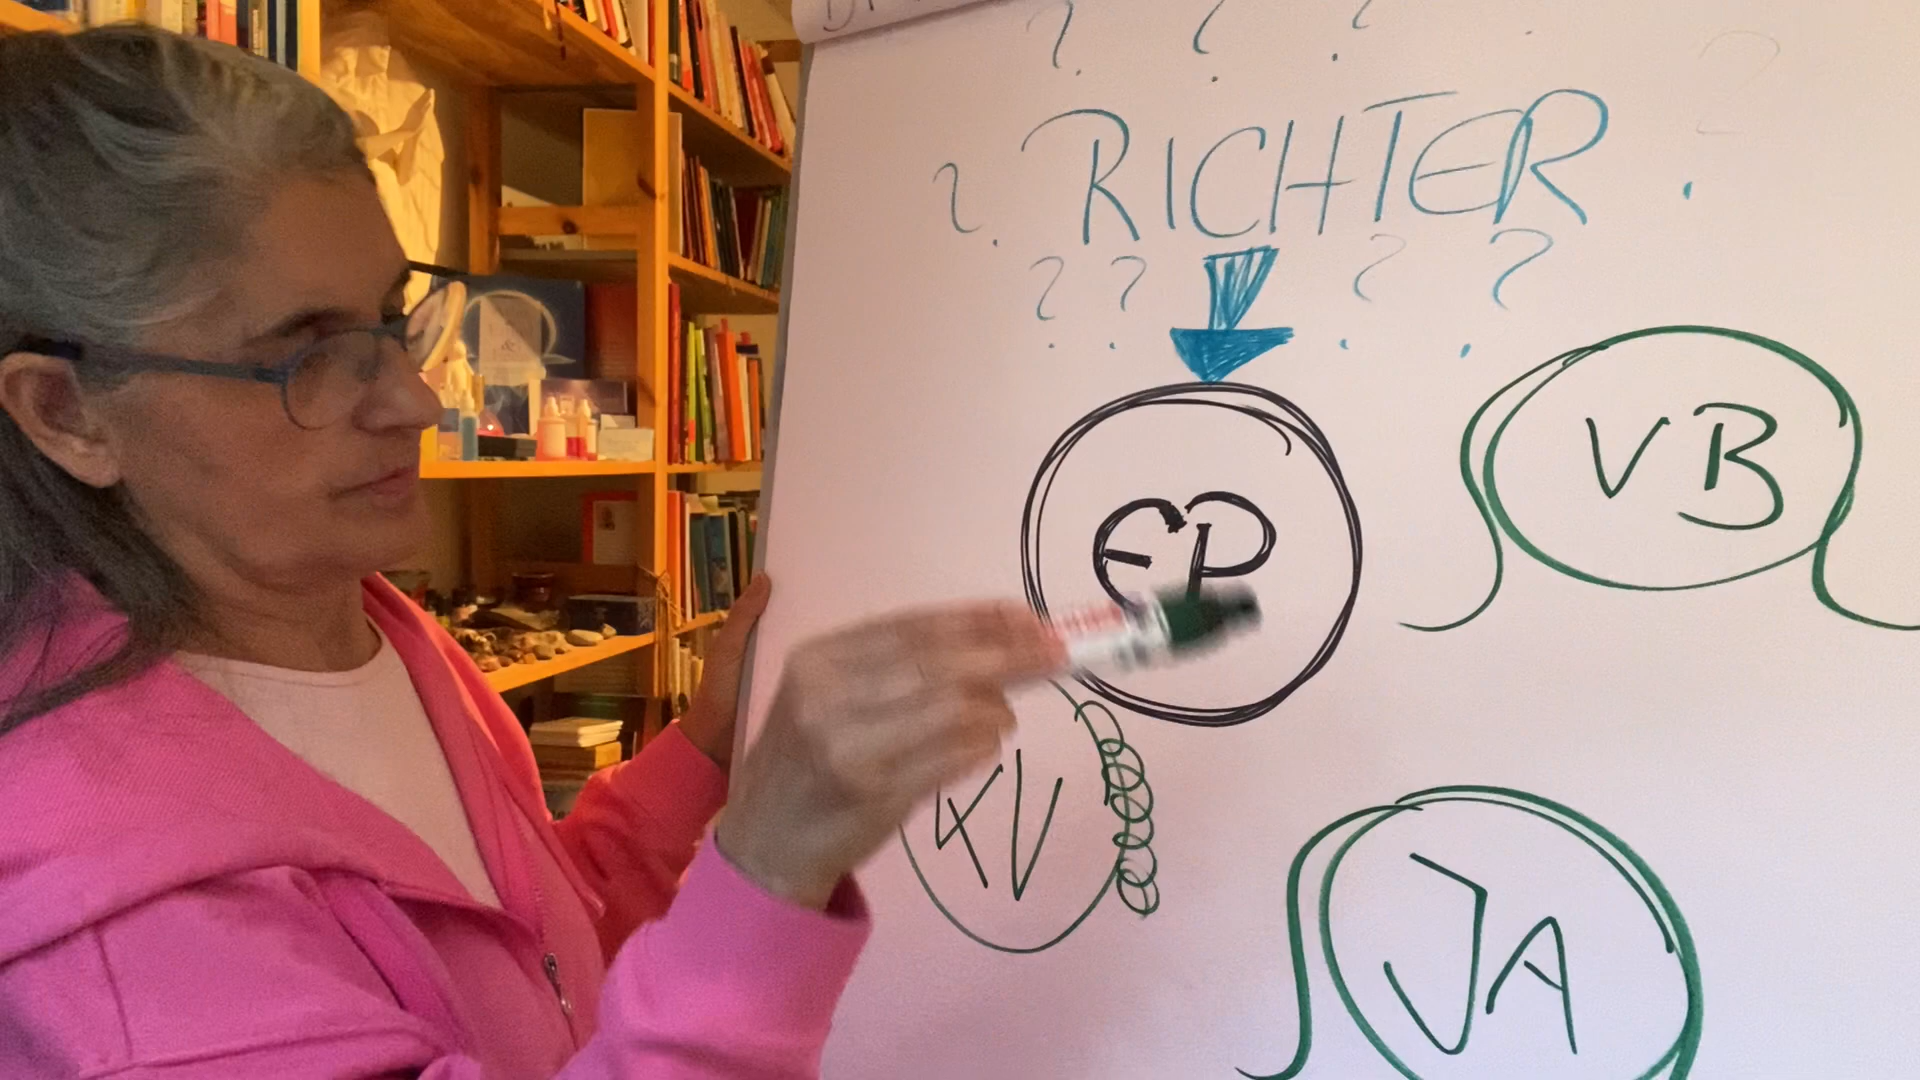 ? ? ?
? RICHTER ?
? ? ? ?
EP
VB
KV
JA